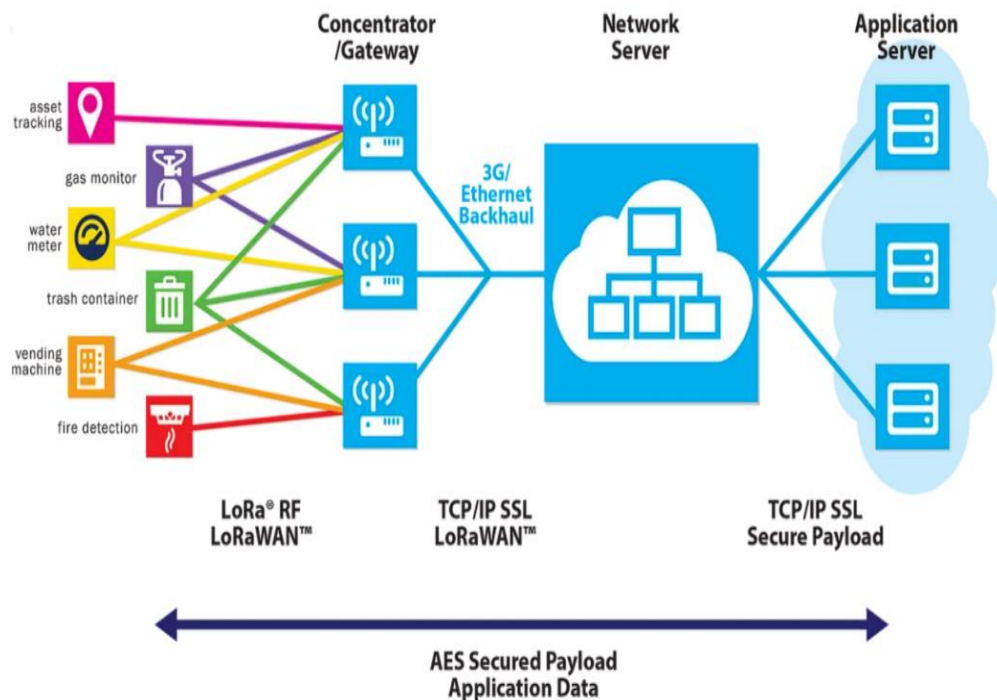 Concentrator
/Gateway
Network
Server
Application
Server
asset
tracking
gas monitor
water
meter
trash container
vending
machine
fire detection
3G/
Ethernet
Backhaul
LoRa® RF
LoRaWAN™
TCP/IP SSL
LoRaWAN™
TCP/IP SSL
Secure Payload
AES Secured Payload
Application Data